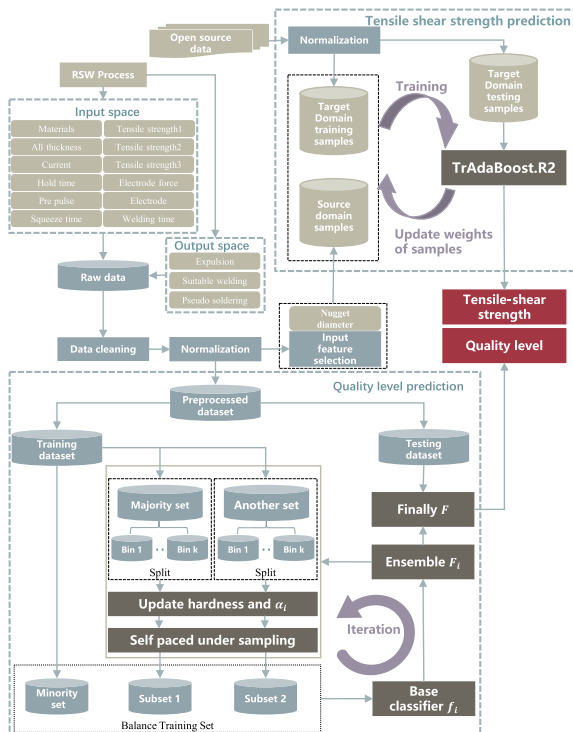 Open source
data
Tensile shear strength prediction
Normalization
RSW Process
Input space
Materials
Tensile strength1
All thickness
Tensile strength2
Current
Tensile strength3
Hold time
Electrode force
Pre pulse
Electrode
Squeeze time
Welding time
Target
Domain
training
samples
Source
domain
samples
Training
Update weights
of samples
Target
Domain
testing
samples
TrAdaBoost.R2
Output space
Expulsion
Suitable welding
Pseudo soldering
Raw data
Data cleaning
Normalization
Nugget
diameter
Input
feature
selection
Tensile-shear
strength
Quality level
Quality level prediction
Preprocessed
dataset
Training
dataset
Testing
dataset
Majority set
Another set
Bin 1
··
Bin k
Bin 1
··
Bin k
Split
Split
Update hardness and αᵢ
Self paced under sampling
Finally F
Ensemble Fᵢ
Iteration
Base
classifier fᵢ
Minority
set
Subset 1
Subset 2
Balance Training Set